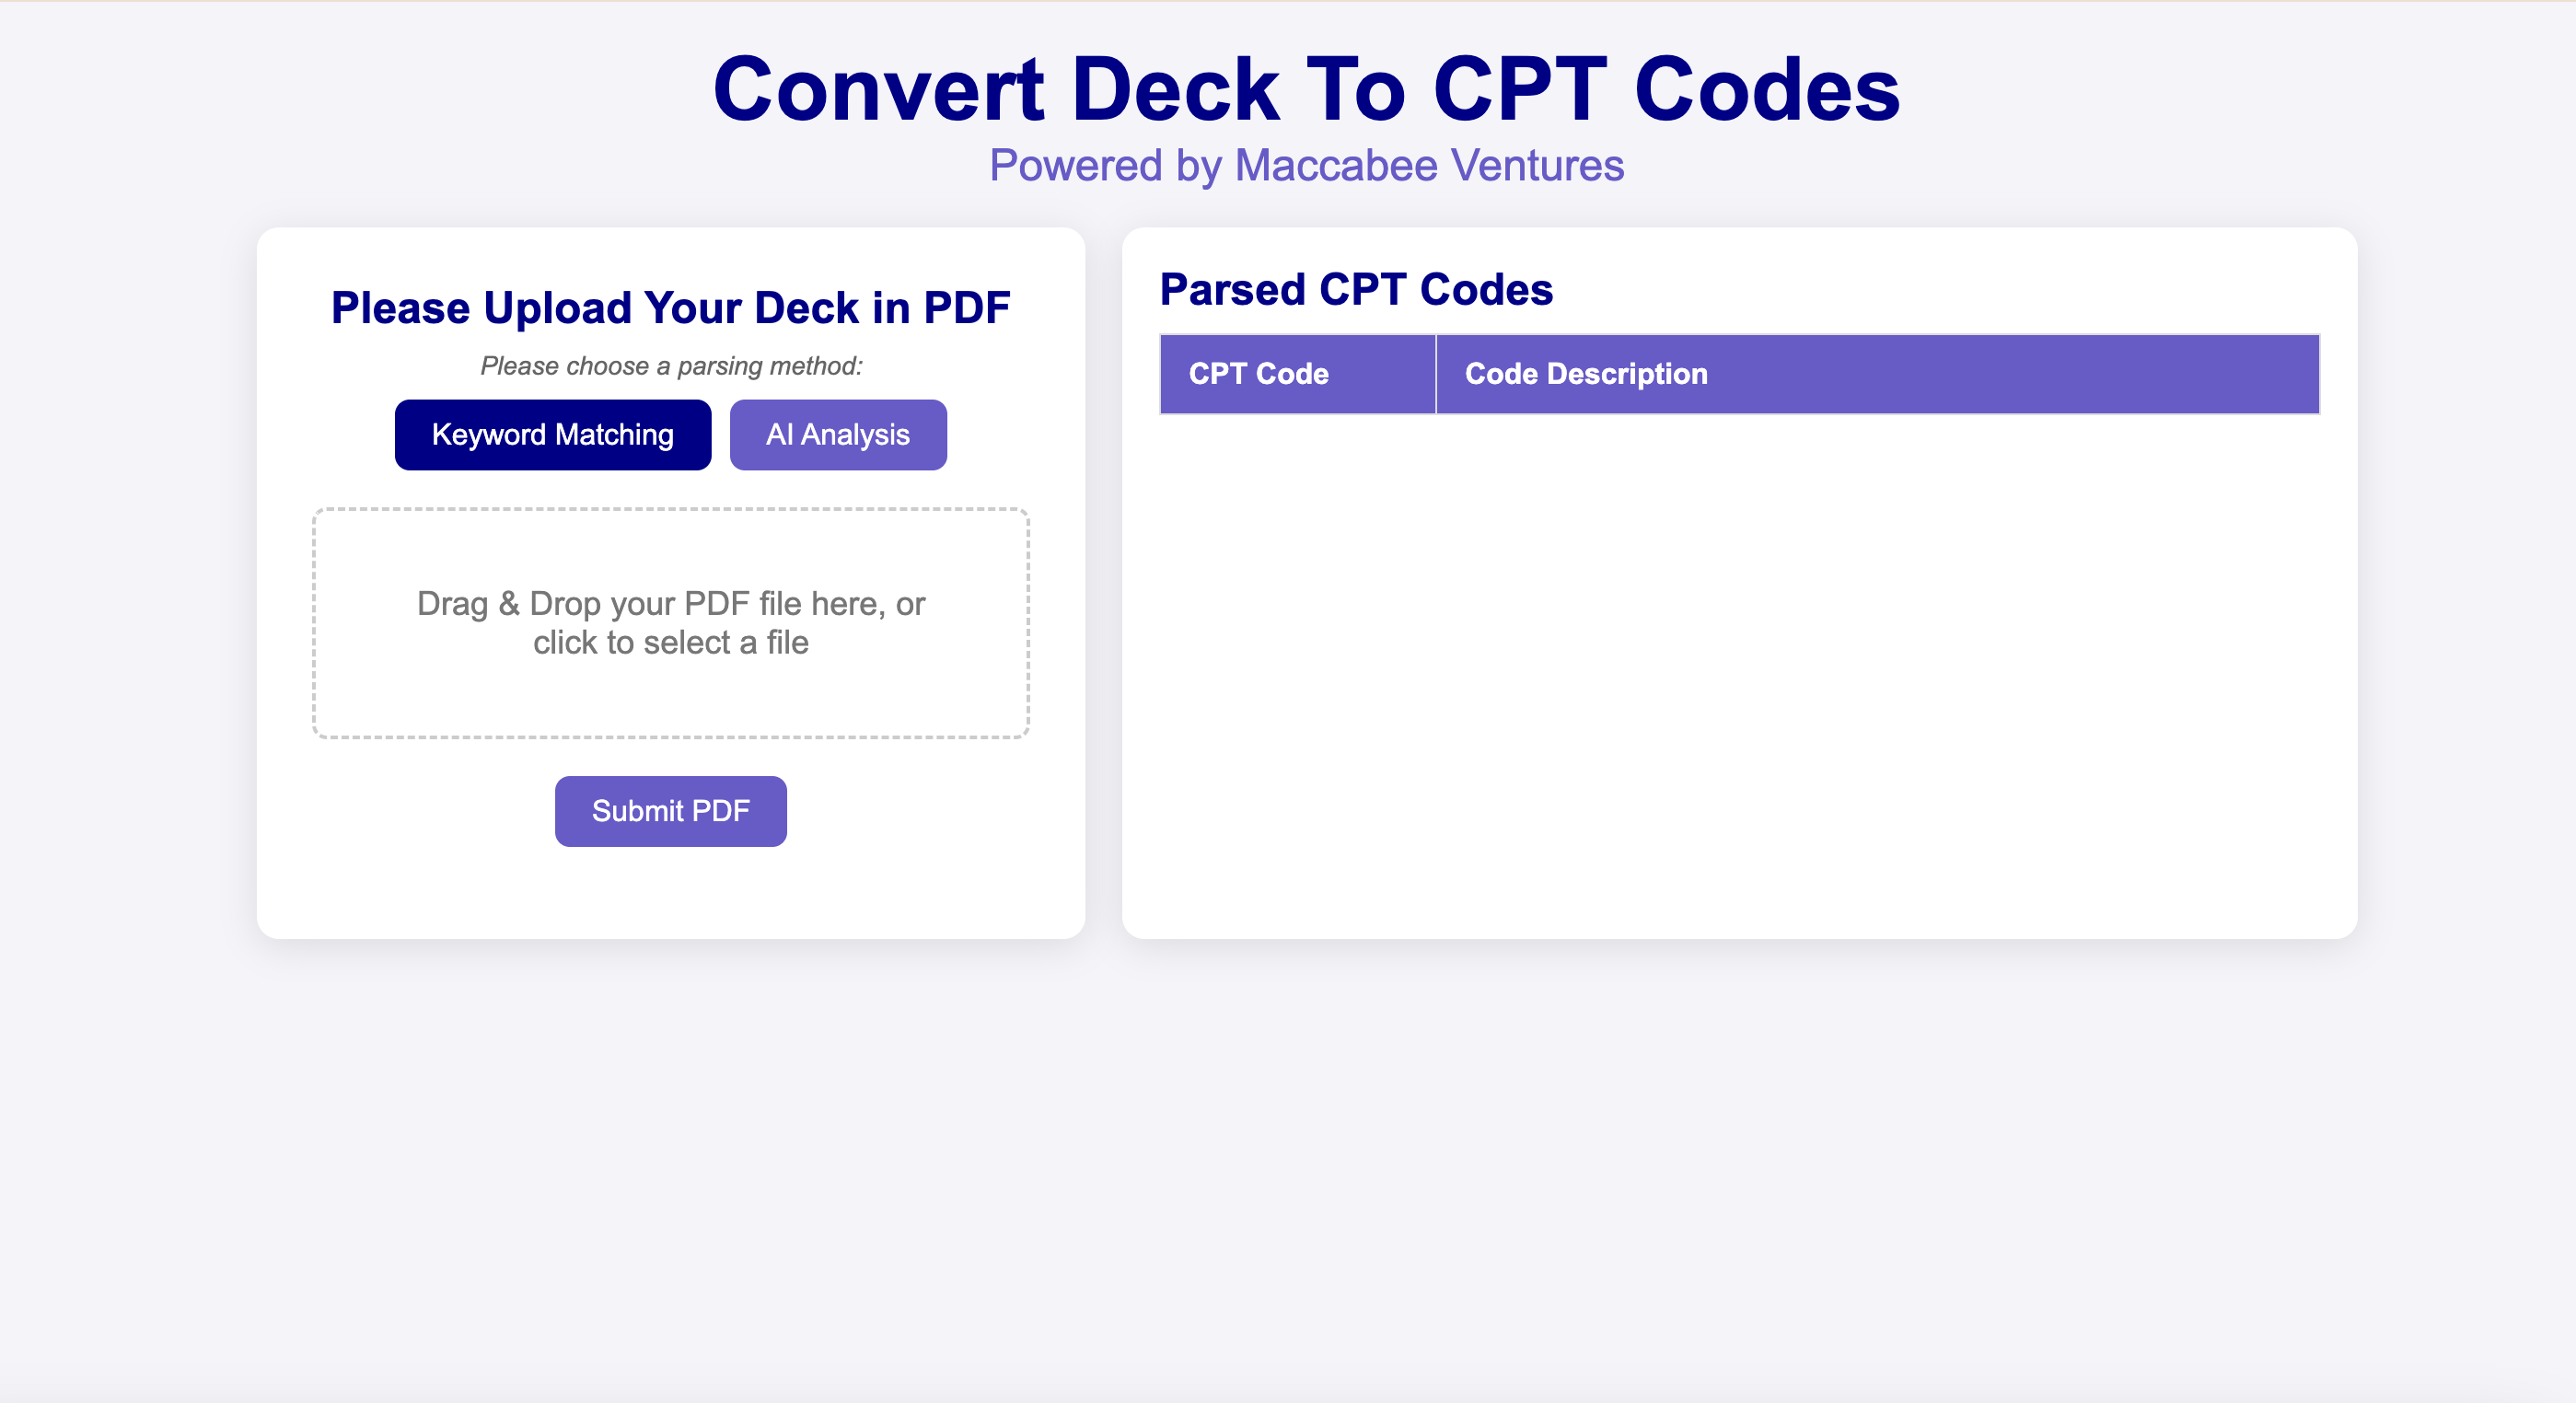 Convert Deck To CPT Codes
Powered by Maccabee Ventures
Please Upload Your Deck in PDF
Please choose a parsing method:
Keyword Matching
AI Analysis
Drag & Drop your PDF file here, or
click to select a file
Submit PDF
Parsed CPT Codes
CPT Code
Code Description